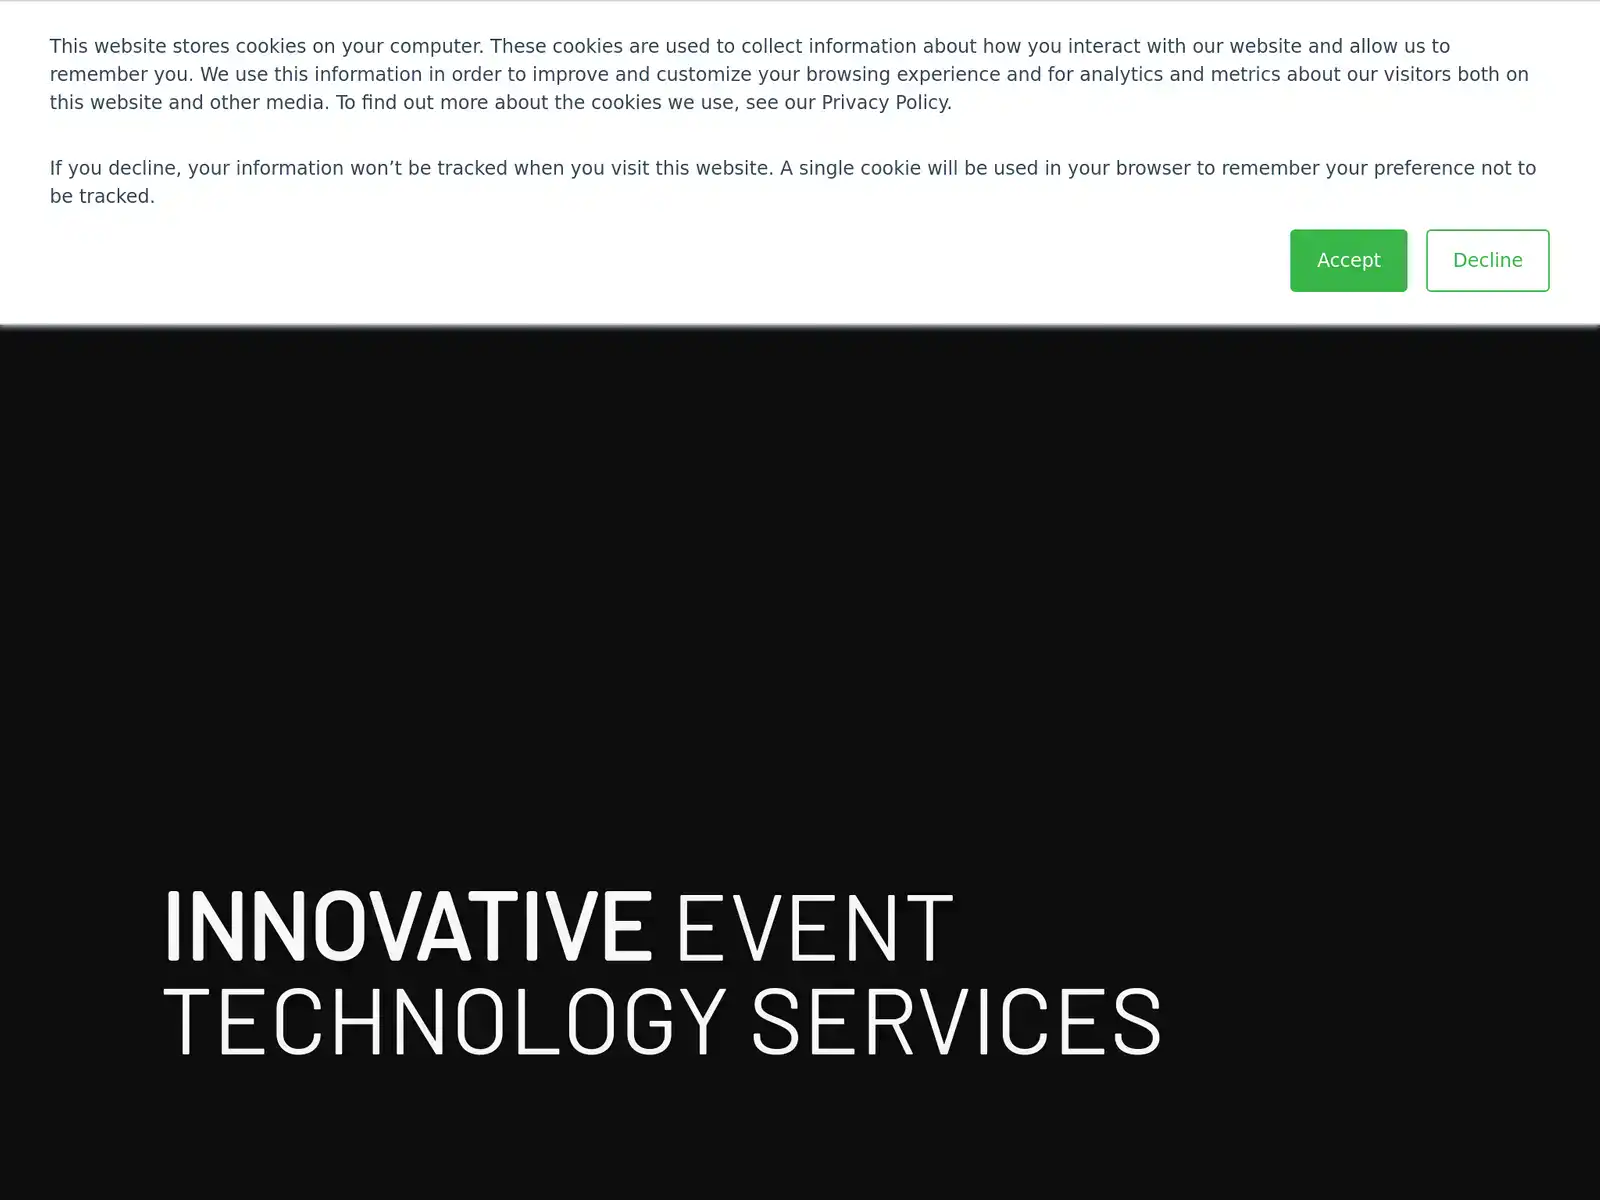 This website stores cookies on your computer. These cookies are used to collect information about how you interact with our website and allow us to
remember you. We use this information in order to improve and customize your browsing experience and for analytics and metrics about our visitors both on
this website and other media. To find out more about the cookies we use, see our Privacy Policy.
If you decline, your information won’t be tracked when you visit this website. A single cookie will be used in your browser to remember your preference not to
be tracked.
Accept Decline
INNOVATIVE EVENT
TECHNOLOGY SERVICES